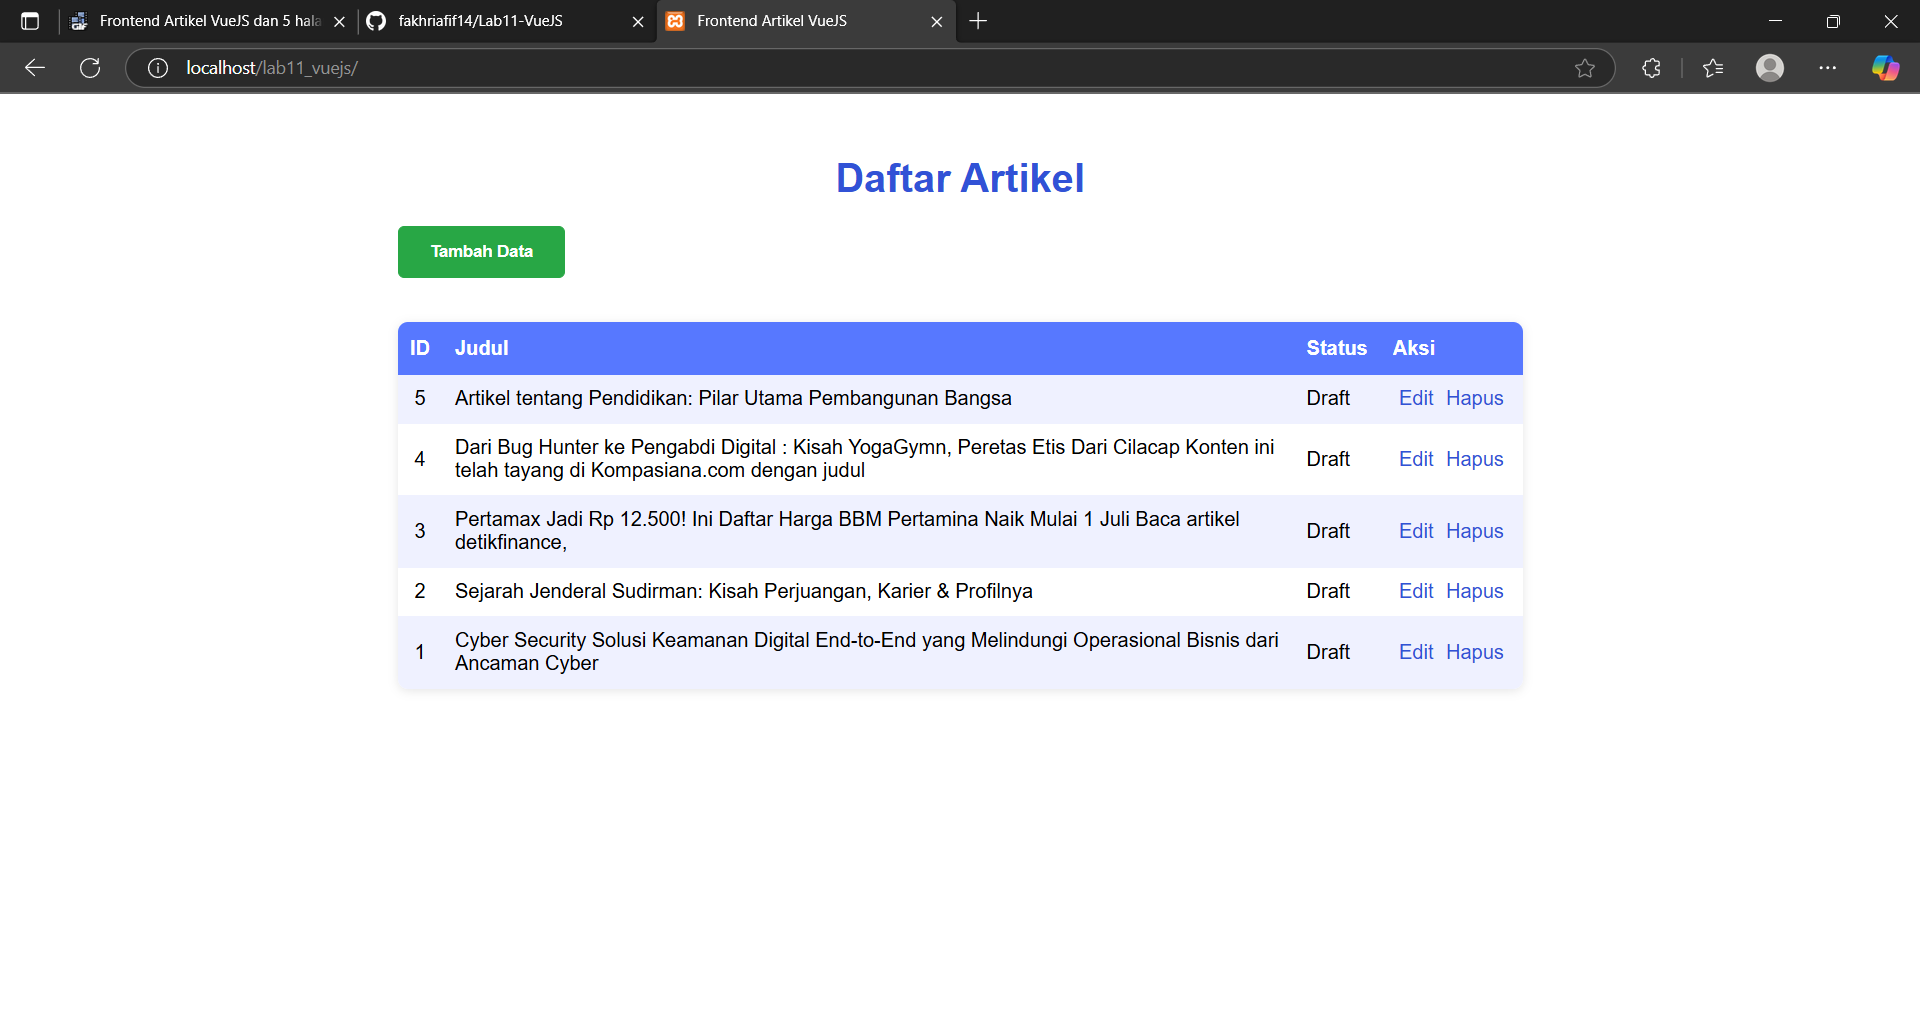 Frontend Artikel VueJS dan 5 hala
fakhriafif14/Lab11-VueJS
Frontend Artikel VueJS
localhost/lab11_vuejs/
Daftar Artikel
Tambah Data
ID Judul Status Aksi
5 Artikel tentang Pendidikan: Pilar Utama Pembangunan Bangsa Draft Edit Hapus
4 Dari Bug Hunter ke Pengabdi Digital : Kisah YogaGymn, Peretas Etis Dari Cilacap Konten ini
telah tayang di Kompasiana.com dengan judul Draft Edit Hapus
3 Pertamax Jadi Rp 12.500! Ini Daftar Harga BBM Pertamina Naik Mulai 1 Juli Baca artikel
detikfinance, Draft Edit Hapus
2 Sejarah Jenderal Sudirman: Kisah Perjuangan, Karier & Profilnya Draft Edit Hapus
1 Cyber Security Solusi Keamanan Digital End-to-End yang Melindungi Operasional Bisnis dari
Ancaman Cyber Draft Edit Hapus